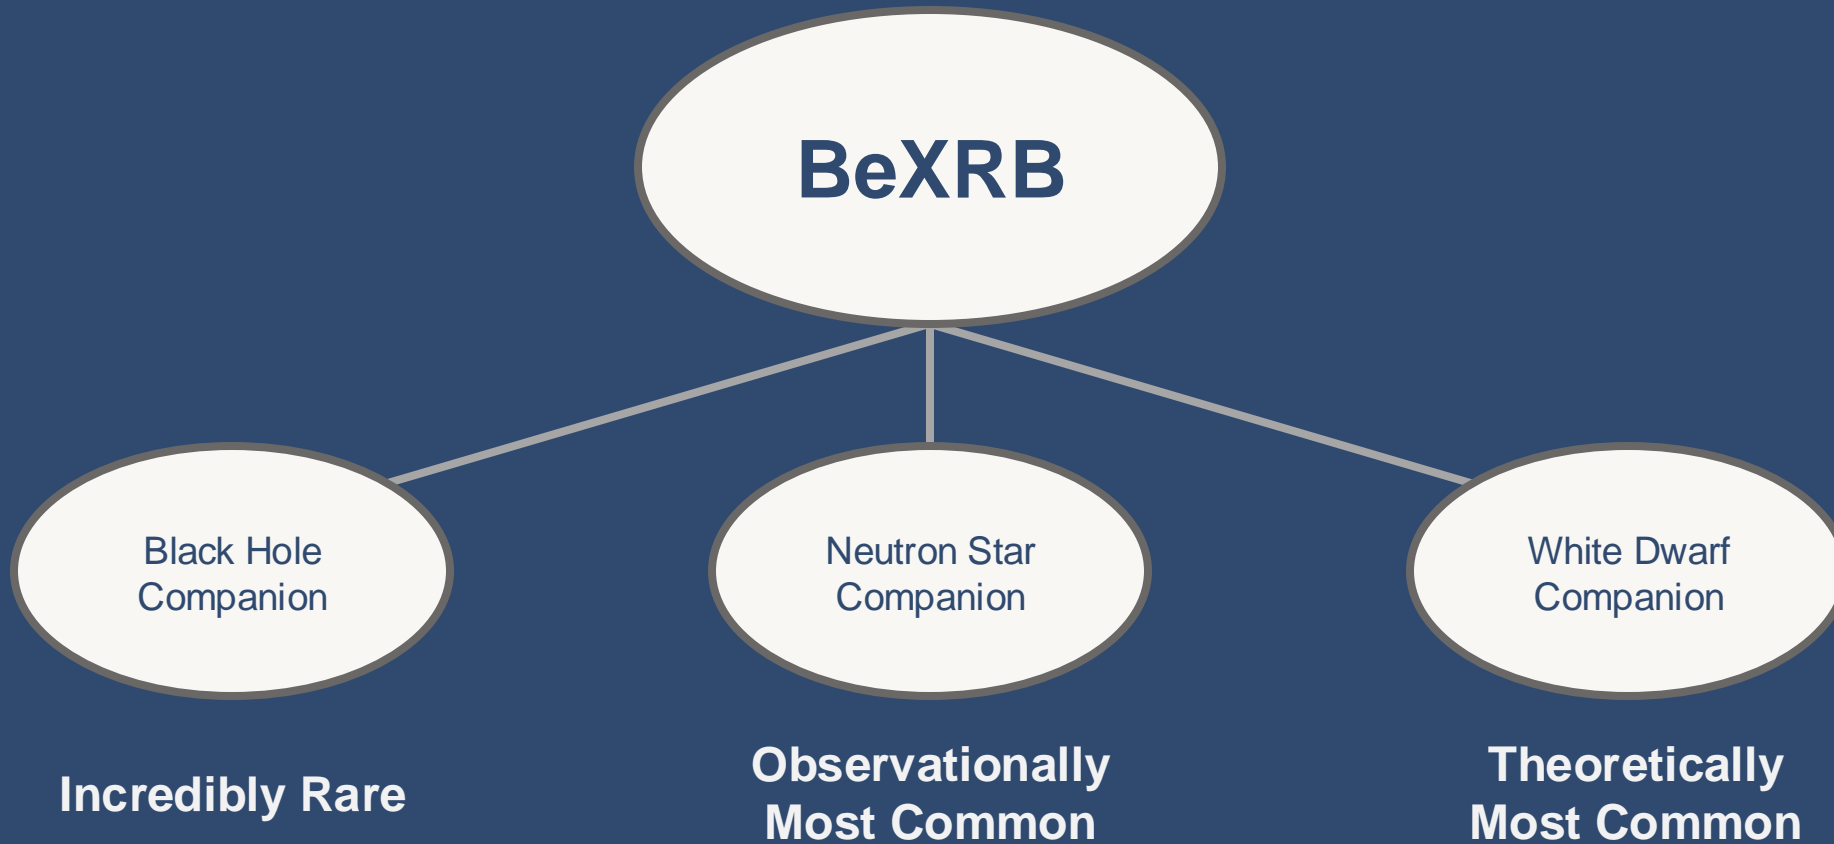 BeXRB
Black Hole
Companion
Neutron Star
Companion
White Dwarf
Companion
Incredibly Rare
Observationally
Most Common
Theoretically
Most Common